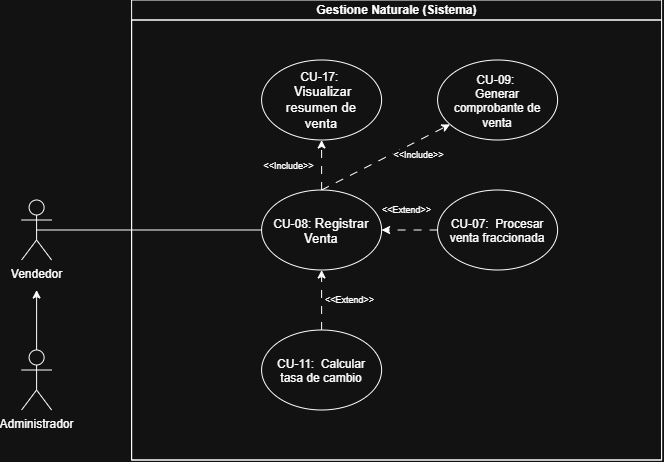 Gestione Naturale (Sistema)
CU-17:
Visualizar
resumen de
venta
CU-09:
Generar
comprobante de
venta
<<Include>>
<<Include>>
CU-08: Registrar
Venta
<<Extend>>
CU-07: Procesar
venta fraccionada
Vendedor
<<Extend>>
CU-11: Calcular
tasa de cambio
Administrador